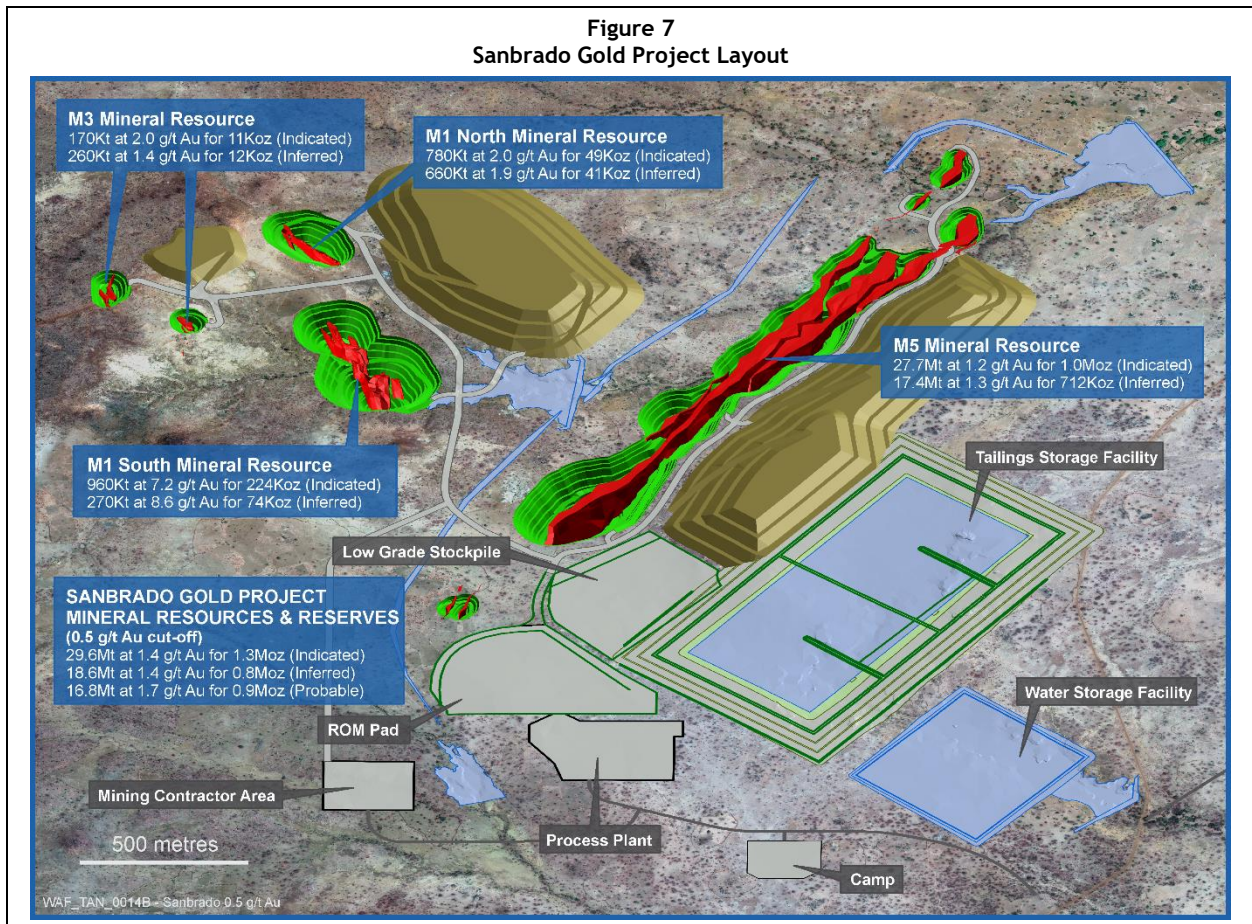 Figure 7
Sanbrado Gold Project Layout
M3 Mineral Resource
170Kt at 2.0 g/t Au for 11Koz (Indicated)
260Kt at 1.4 g/t Au for 12Koz (Inferred)
M1 North Mineral Resource
780Kt at 2.0 g/t Au for 49Koz (Indicated)
660Kt at 1.9 g/t Au for 41Koz (Inferred)
M5 Mineral Resource
27.7Mt at 1.2 g/t Au for 1.0Moz (Indicated)
17.4Mt at 1.3 g/t Au for 712Koz (Inferred)
M1 South Mineral Resource
960Kt at 7.2 g/t Au for 224Koz (Indicated)
270Kt at 8.6 g/t Au for 74Koz (Inferred)
Tailings Storage Facility
Low Grade Stockpile
SANBRADO GOLD PROJECT
MINERAL RESOURCES & RESERVES
(0.5 g/t Au cut-off)
29.6Mt at 1.4 g/t Au for 1.3Moz (Indicated)
18.6Mt at 1.4 g/t Au for 0.8Moz (Inferred)
16.8Mt at 1.7 g/t Au for 0.9Moz (Probable)
Water Storage Facility
ROM Pad
Mining Contractor Area
Process Plant
500 metres
Camp
WAF_TAN_0014B - Sanbrado 0.5 g/t Au